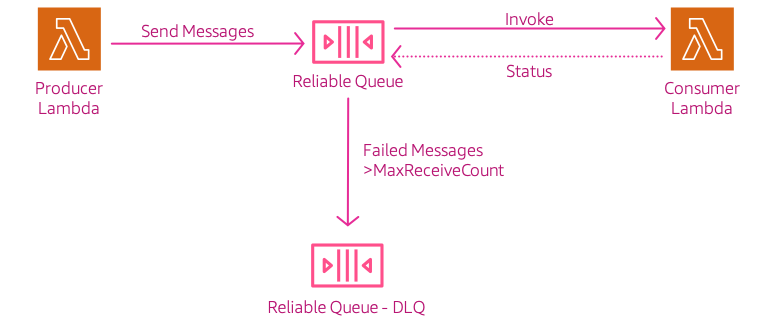 Send Messages
Invoke
Status
Producer
Lambda
Reliable Queue
Consumer
Lambda
Failed Messages
>MaxReceiveCount
Reliable Queue - DLQ